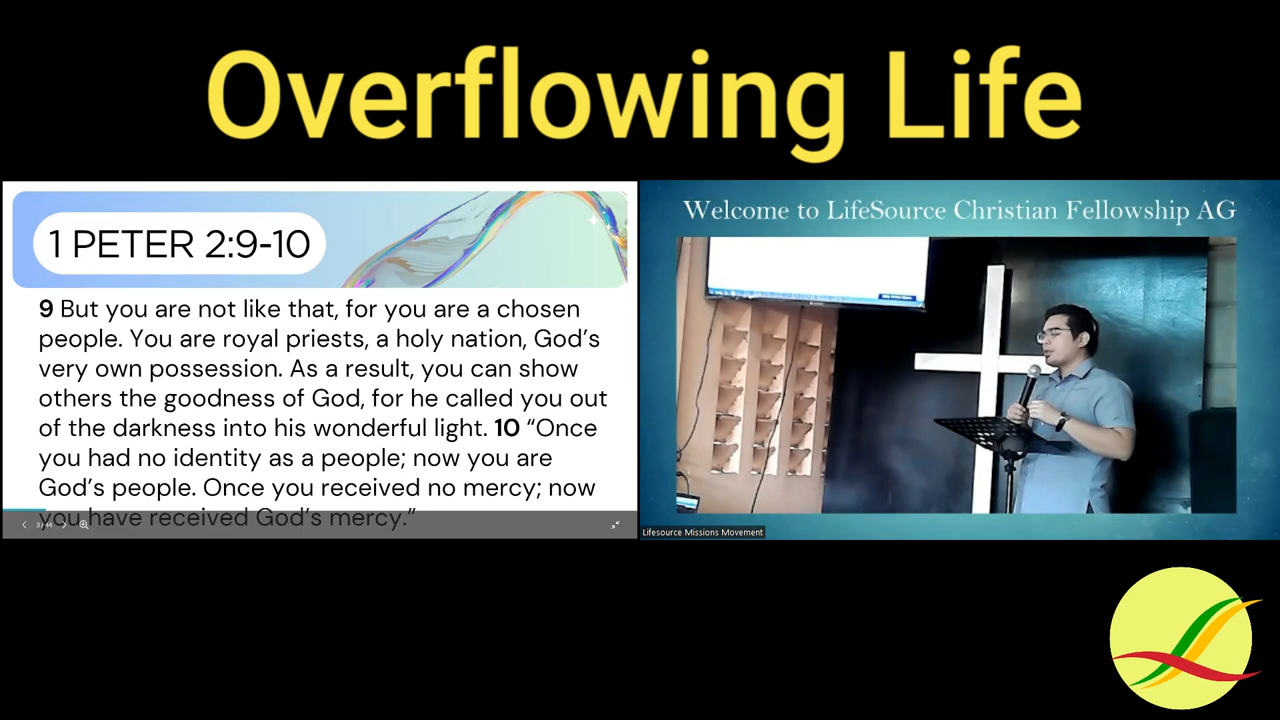 Overflowing Life
1 PETER 2:9-10
9 But you are not like that, for you are a chosen
people. You are royal priests, a holy nation, God’s
very own possession. As a result, you can show
others the goodness of God, for he called you out
of the darkness into his wonderful light. 10 “Once
you had no identity as a people; now you are
God’s people. Once you received no mercy; now
you have received God’s mercy.”
Welcome to LifeSource Christian Fellowship AG
Lifesource Missions Movement